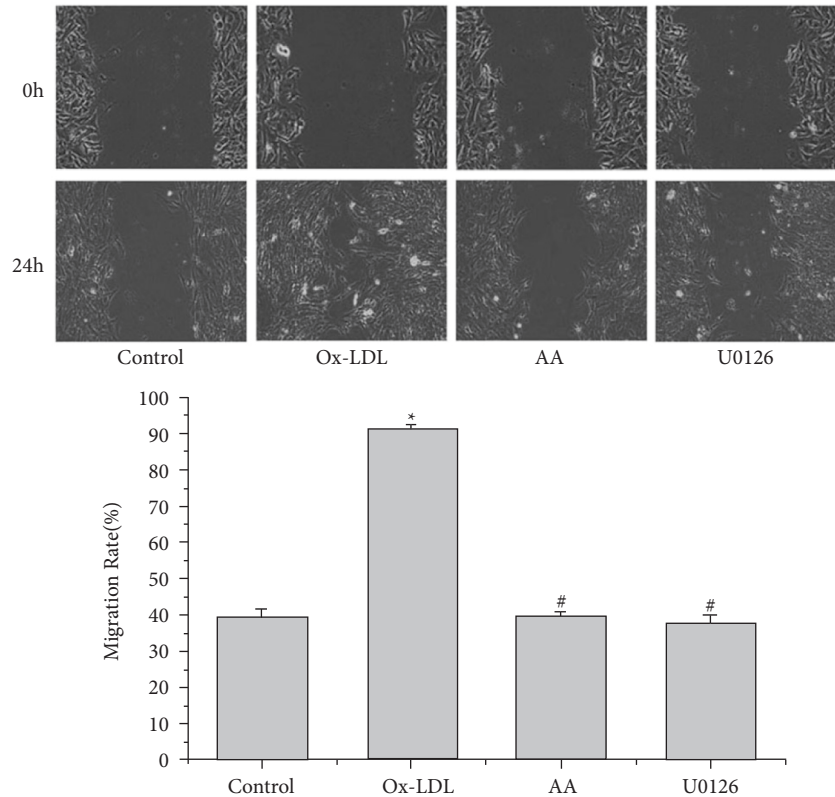 0h
24h
Control Ox-LDL AA U0126
Migration Rate(%)
100
90
80
70
60
50
40
30
20
10
0
*
#
#
Control Ox-LDL AA U0126